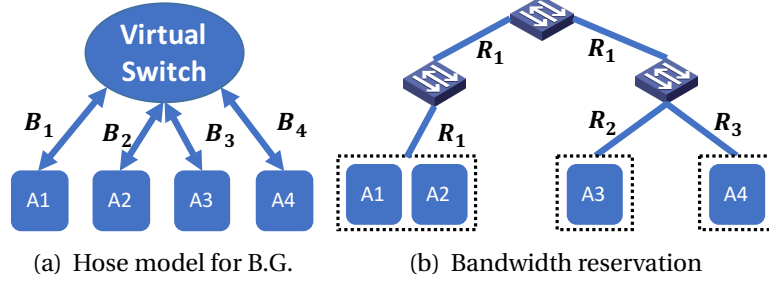 Virtual
Switch
B₁
B₂
B₃
B₄
A1
A2
A3
A4
(a) Hose model for B.G.
R₁
R₁
R₁
R₂
R₃
A1
A2
A3
A4
(b) Bandwidth reservation